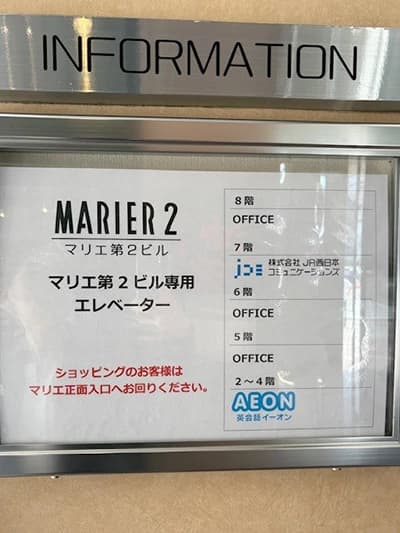 INFORMATION
MARIER 2
マリエ第2ビル
マリエ第 2 ビル専用
エレベーター
ショッピングのお客様は
マリエ正面入口へお回りください。
8 階
OFFICE
7 階
株式会社 JR西日本
コミュニケーションズ
6 階
OFFICE
5 階
OFFICE
2～4 階
AEON
英会話イーオン